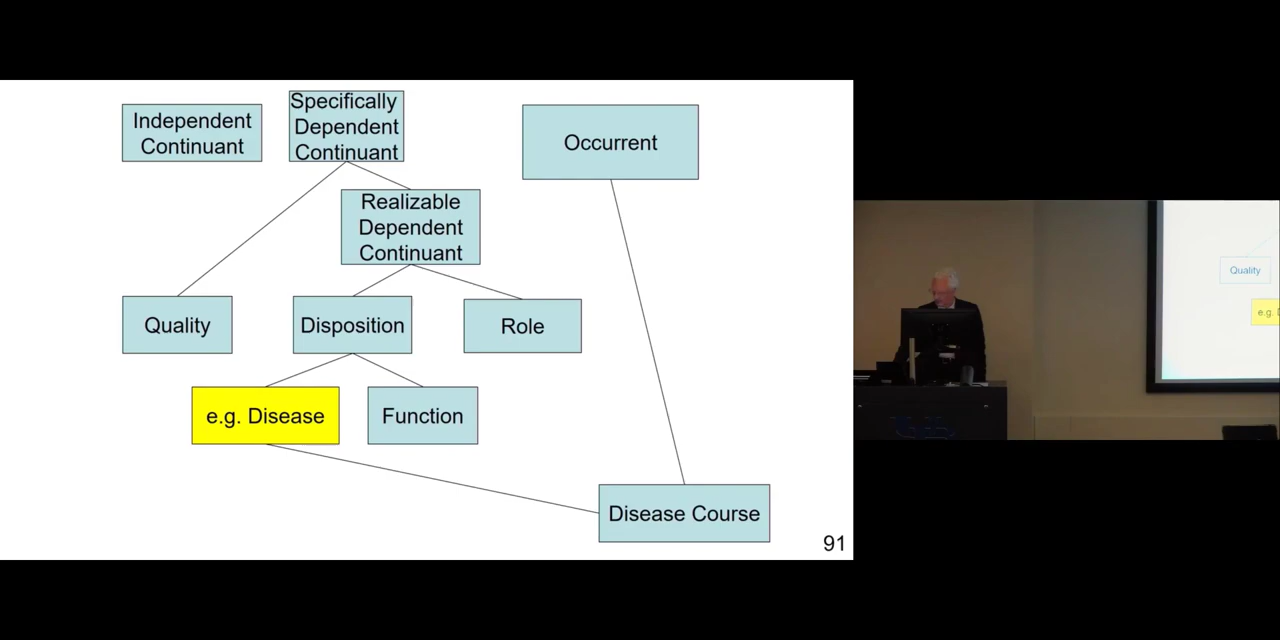 Independent
Continuant
Specifically
Dependent
Continuant
Occurrent
Realizable
Dependent
Continuant
Quality
Disposition
Role
e.g. Disease
Function
Disease Course
91
Quality
e.g.